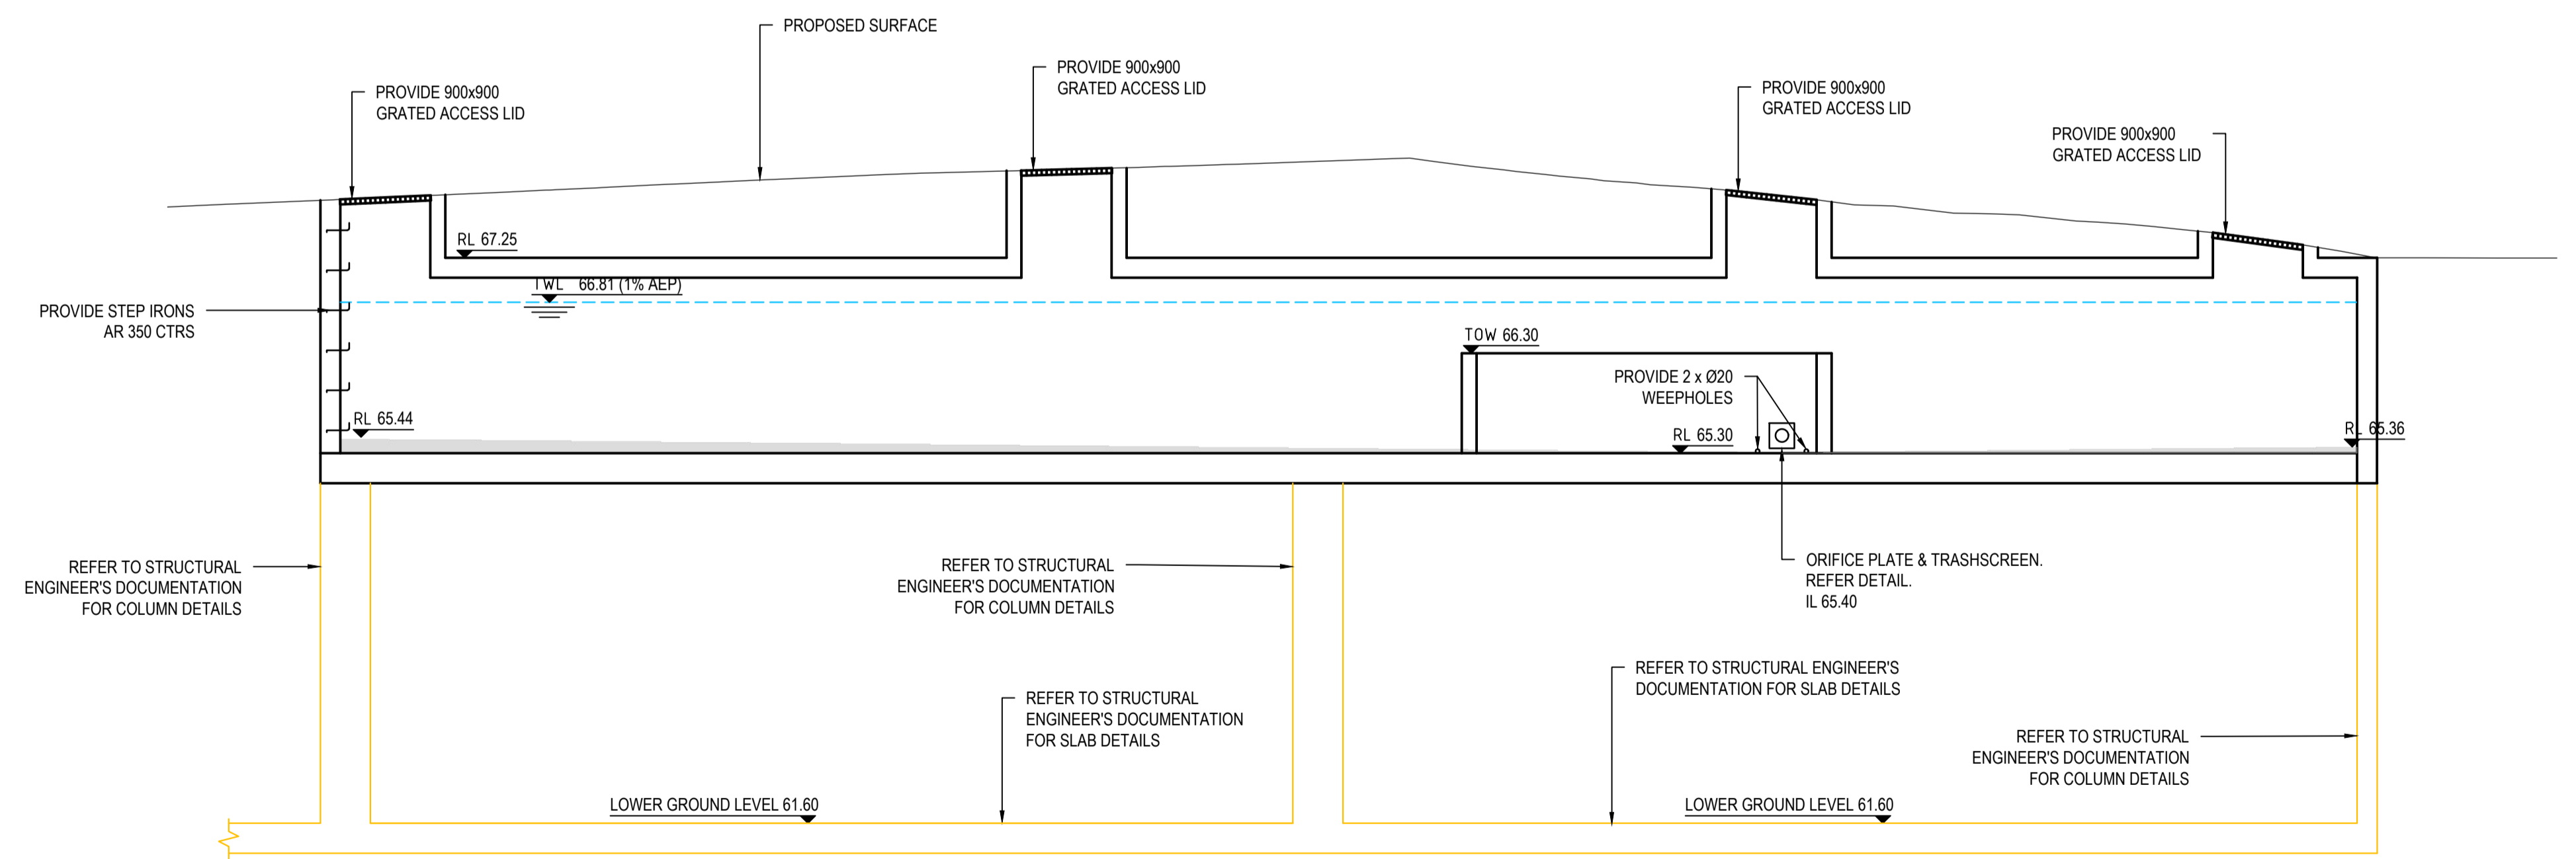 PROPOSED SURFACE
PROVIDE 900x900
GRATED ACCESS LID
PROVIDE 900x900
GRATED ACCESS LID
PROVIDE 900x900
GRATED ACCESS LID
PROVIDE 900x900
GRATED ACCESS LID
RL 67.25
TWL 66.81 (1% AEP)
PROVIDE STEP IRONS
AR 350 CTRS
TOW 66.30
PROVIDE 2 x Ø20
WEEPHOLES
RL 65.44
RL 65.30
RL 65.36
REFER TO STRUCTURAL
ENGINEER'S DOCUMENTATION
FOR COLUMN DETAILS
REFER TO STRUCTURAL
ENGINEER'S DOCUMENTATION
FOR COLUMN DETAILS
ORIFICE PLATE & TRASHSCREEN.
REFER DETAIL.
IL 65.40
REFER TO STRUCTURAL
ENGINEER'S DOCUMENTATION
FOR SLAB DETAILS
REFER TO STRUCTURAL ENGINEER'S
DOCUMENTATION FOR SLAB DETAILS
REFER TO STRUCTURAL
ENGINEER'S DOCUMENTATION
FOR COLUMN DETAILS
LOWER GROUND LEVEL 61.60
LOWER GROUND LEVEL 61.60